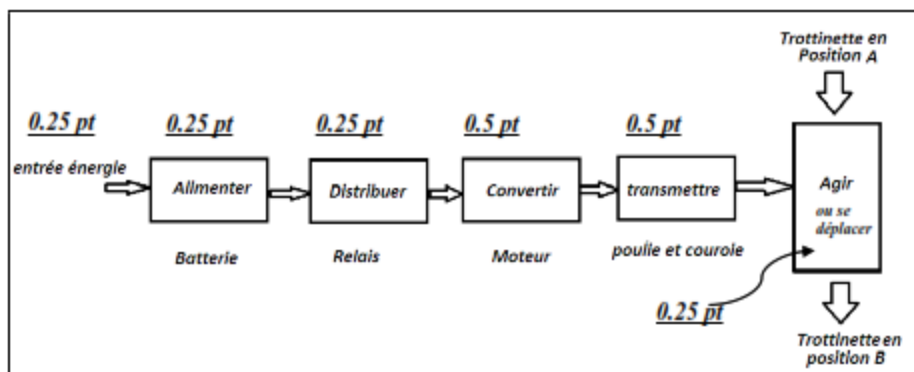 Trottinette en
Position A
0.25 pt
0.25 pt
0.25 pt
0.5 pt
0.5 pt
entrée énergie
Alimenter
Distribuer
Convertir
transmettre
Agir
ou se
déplacer
Batterie
Relais
Moteur
poulie et couroie
0.25 pt
Trottinette en
position B